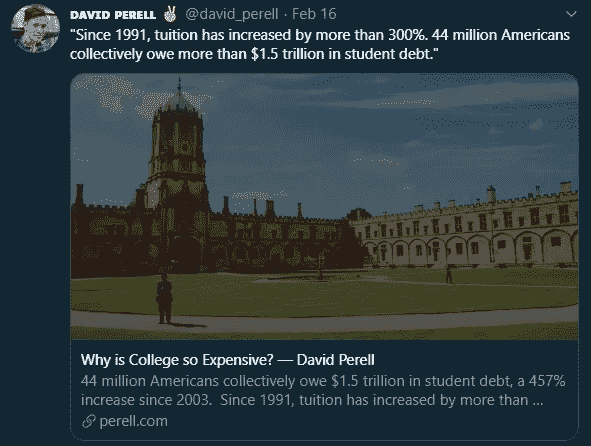 DAVID PERELL ✌ @david_perell · Feb 16
"Since 1991, tuition has increased by more than 300%. 44 million Americans
collectively owe more than $1.5 trillion in student debt."
Why is College so Expensive? — David Perell
44 million Americans collectively owe $1.5 trillion in student debt, a 457%
increase since 2003.  Since 1991, tuition has increased by more than ...
perell.com